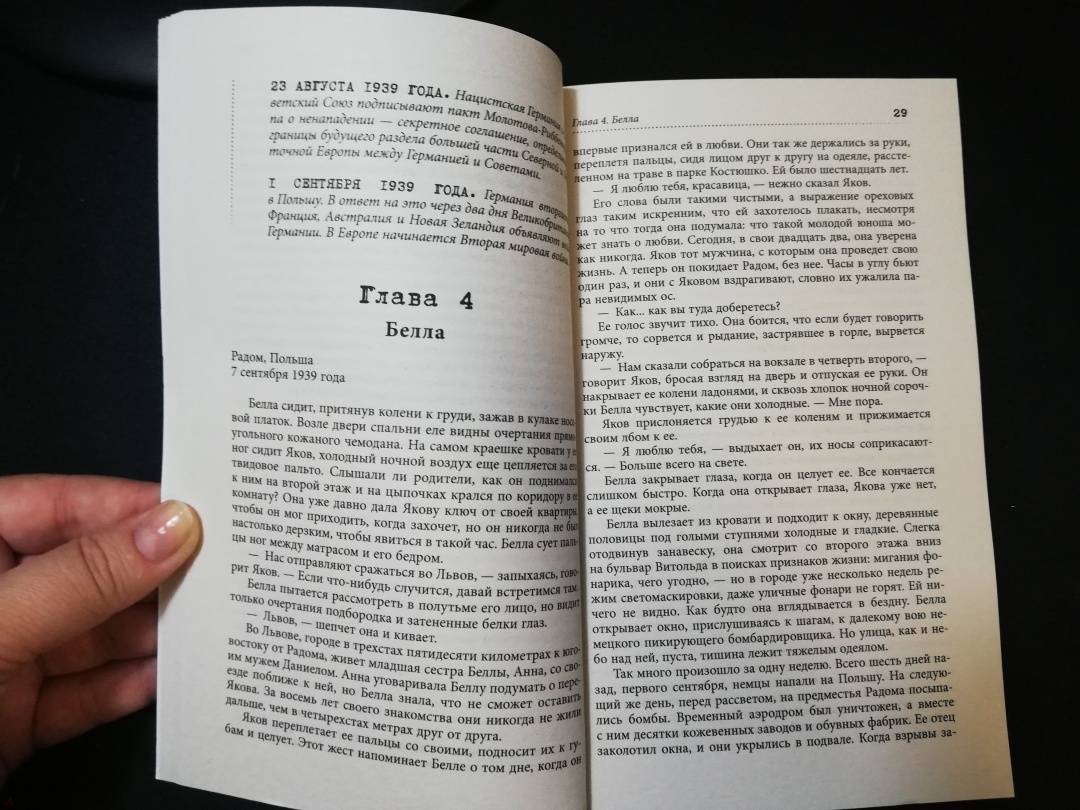 23 АВГУСТА 1939 ГОДА. Нацистская Германия
ветский Союз подписывают пакт Молотова-Риббе
па о ненападении — секретное соглашение, определя
границы будущего раздела большей части Северной и
точной Европы между Германией и Советами.
1 СЕНТЯБРЯ 1939 ГОДА. Германия вторга
в Польшу. В ответ на это через два дня Великобритан
Франция, Австралия и Новая Зеландия объявляют
Германии. В Европе начинается Вторая мировая война.
Глава 4
Белла
Радом, Польша
7 сентября 1939 года
Белла сидит, притянув колени к груди, зажав в кулаке носо-
вой платок. Возле двери спальни еле видны очертания прямо-
угольного кожаного чемодана. На самом краешке кровати у ее
ног сидит Яков, холодный ночной воздух еще цепляется за его
твидовое пальто. Слышали ли родители, как он поднимался
к ним на второй этаж и на цыпочках крался по коридору в ее
комнату? Она уже давно дала Якову ключ от своей квартиры,
чтобы он мог приходить, когда захочет, но он никогда не был
настолько дерзким, чтобы явиться в такой час. Белла сует паль-
цы ног между матрасом и его бедром.
— Нас отправляют сражаться во Львов, — запыхаясь, гово-
рит Яков. — Если что-нибудь случится, давай встретимся там.
Белла пытается рассмотреть в полутьме его лицо, но видит
только очертания подбородка и затененные белки глаз.
— Львов, — шепчет она и кивает.
Во Львове, городе в трехстах пятидесяти километрах к юго-
востоку от Радома, живет младшая сестра Беллы, Анна, со сво-
им мужем Даниелом. Анна уговаривала Беллу подумать о пере-
езде поближе к ней, но Белла знала, что не сможет оставить
Якова. За восемь лет своего знакомства они никогда не жили
дальше, чем в четырехстах метрах друг от друга.
Яков переплетает ее пальцы со своими, подносит их к гу-
бам и целует. Этот жест напоминает Белле о том дне, когда он
Глава 4. Белла 29
впервые признался ей в любви. Они так же держались за руки,
переплетя пальцы, сидя лицом друг к другу на одеяле, рассте-
ленном на траве в парке Костюшко. Ей было шестнадцать лет.
— Я люблю тебя, красавица, — нежно сказал Яков.
Его слова были такими чистыми, а выражение ореховых
глаз таким искренним, что ей захотелось плакать, несмотря
на то что тогда она подумала: что такой молодой юноша мо-
жет знать о любви. Сегодня, в свои двадцать два, она уверена
как никогда. Яков тот мужчина, с которым она проведет свою
жизнь. А теперь он покидает Радом, без нее. Часы в углу бьют
один раз, и они с Яковом вздрагивают, словно их ужалила па-
ра невидимых ос.
— Как... как вы туда доберетесь?
Ее голос звучит тихо. Она боится, что если будет говорить
громче, то сорвется и рыдание, застрявшее в горле, вырвется
наружу.
— Нам сказали собраться на вокзале в четверть второго, —
говорит Яков, бросая взгляд на дверь и отпуская ее руки. Он
накрывает ее колени ладонями, и сквозь хлопок ночной сороч-
ки Белла чувствует, какие они холодные. — Мне пора.
Яков прислоняется грудью к ее коленям и прижимается
своим лбом к ее.
— Я люблю тебя, — выдыхает он, их носы соприкасают-
ся. — Больше всего на свете.
Белла закрывает глаза, когда он целует ее. Все кончается
слишком быстро. Когда она открывает глаза, Якова уже нет,
а ее щеки мокрые.
Белла вылезает из кровати и подходит к окну, деревянные
половицы под голыми ступнями холодные и гладкие. Слегка
отодвинув занавеску, она смотрит со второго этажа вниз
на бульвар Витольда в поисках признаков жизни: мигания фо-
нарика, чего угодно, — но в городе уже несколько недель ре-
жим светомаскировки, даже уличные фонари не горят. Ей ни-
чего не видно. Как будто она вглядывается в бездну. Белла
открывает окно, прислушиваясь к шагам, к далекому вою не-
мецкого пикирующего бомбардировщика. Но улица, как и не-
бо над ней, пуста, тишина лежит тяжелым одеялом.
Так много произошло за одну неделю. Всего шесть дней на-
зад, первого сентября, немцы напали на Польшу. На следую-
щий же день, перед рассветом, на предместья Радома посыпа-
лись бомбы. Временный аэродром был уничтожен, а вместе
с ним десятки кожевенных заводов и обувных фабрик. Ее отец
заколотил окна, и они укрылись в подвале. Когда взрывы за-